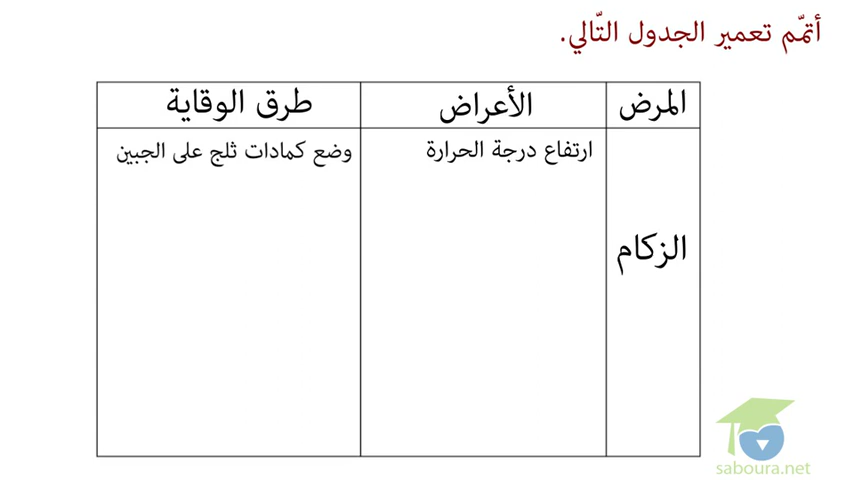 أتمّم تعمير الجدول التّالي.
المرض الأعراض طرق الوقاية
ارتفاع درجة الحرارة وضع كمادات ثلج على الجبين
الزكام
saboura.net